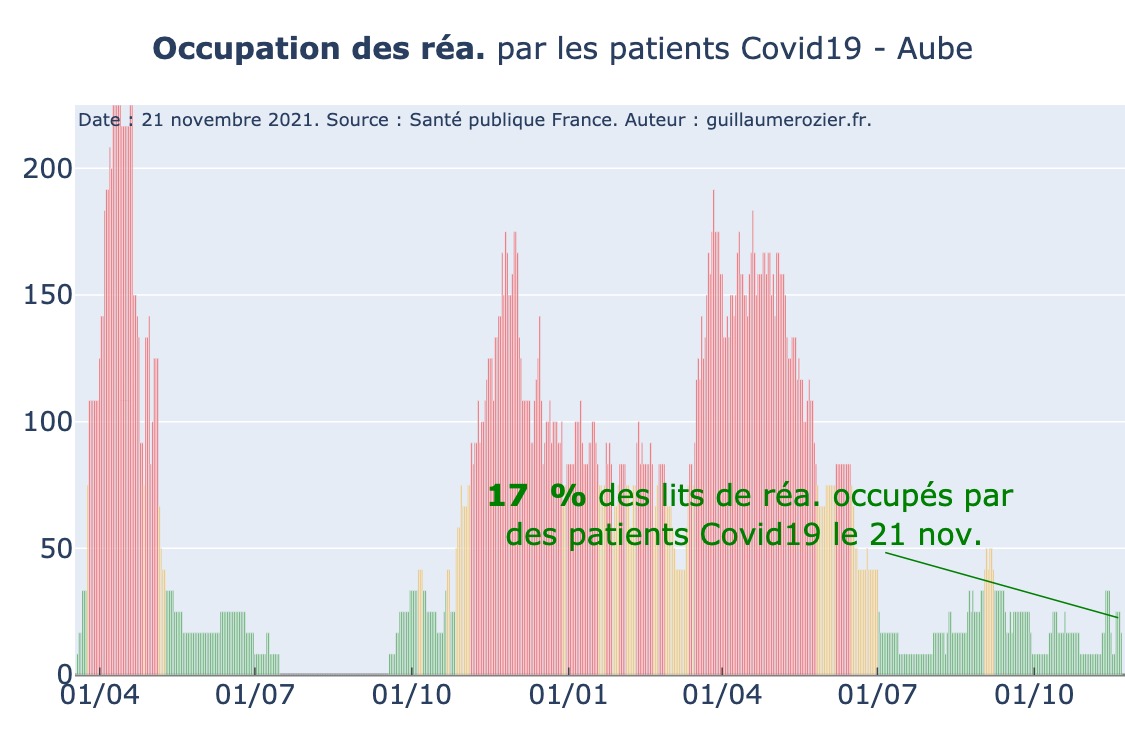 Occupation des réa. par les patients Covid19 - Aube
Date : 21 novembre 2021. Source : Santé publique France. Auteur : guillaumerozier.fr.
200
150
100
17 % des lits de réa. occupés par
des patients Covid19 le 21 nov.
50
0
01/04 01/07 01/10 01/01 01/04 01/07 01/10